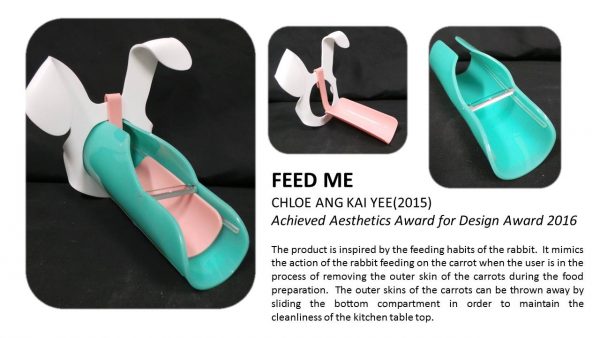 FEED ME
CHLOE ANG KAI YEE(2015)
Achieved Aesthetics Award for Design Award 2016
The product is inspired by the feeding habits of the rabbit. It mimics
the action of the rabbit feeding on the carrot when the user is in the
process of removing the outer skin of the carrots during the food
preparation. The outer skins of the carrots can be thrown away by
sliding the bottom compartment in order to maintain the
cleanliness of the kitchen table top.